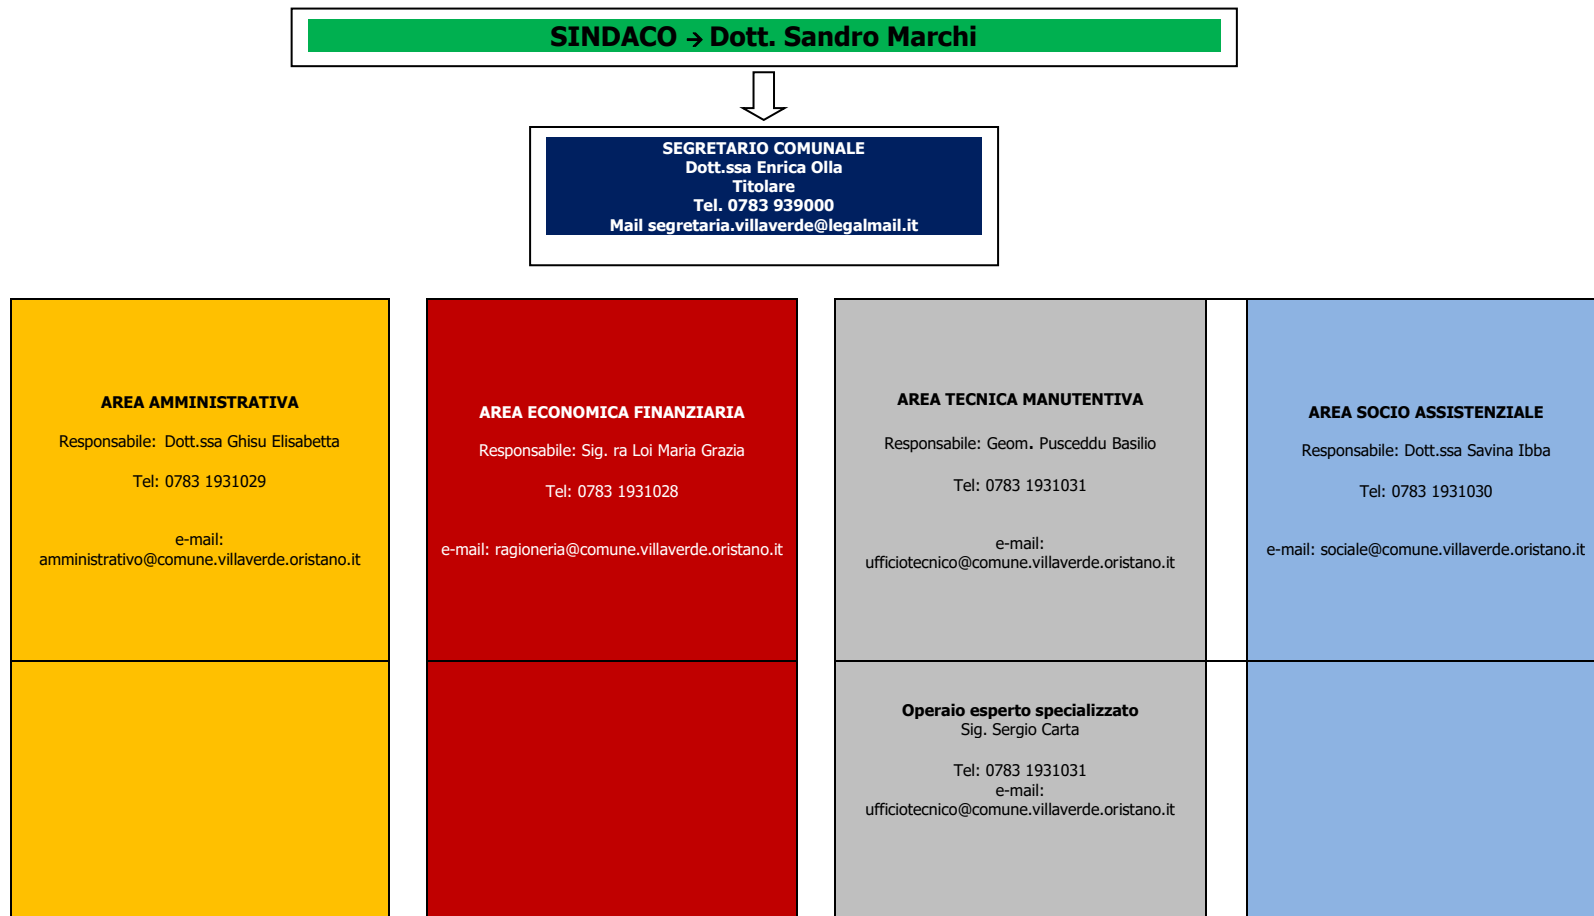 SINDACO → Dott. Sandro Marchi
SEGRETARIO COMUNALE
Dott.ssa Enrica Olla
Titolare
Tel. 0783 939000
Mail segretaria.villaverde@legalmail.it
AREA AMMINISTRATIVA
Responsabile: Dott.ssa Ghisu Elisabetta
Tel: 0783 1931029
e-mail:
amministrativo@comune.villaverde.oristano.it
AREA ECONOMICA FINANZIARIA
Responsabile: Sig. ra Loi Maria Grazia
Tel: 0783 1931028
e-mail: ragioneria@comune.villaverde.oristano.it
AREA TECNICA MANUTENTIVA
Responsabile: Geom. Pusceddu Basilio
Tel: 0783 1931031
e-mail:
ufficiotecnico@comune.villaverde.oristano.it
AREA SOCIO ASSISTENZIALE
Responsabile: Dott.ssa Savina Ibba
Tel: 0783 1931030
e-mail: sociale@comune.villaverde.oristano.it
Operaio esperto specializzato
Sig. Sergio Carta
Tel: 0783 1931031
e-mail:
ufficiotecnico@comune.villaverde.oristano.it